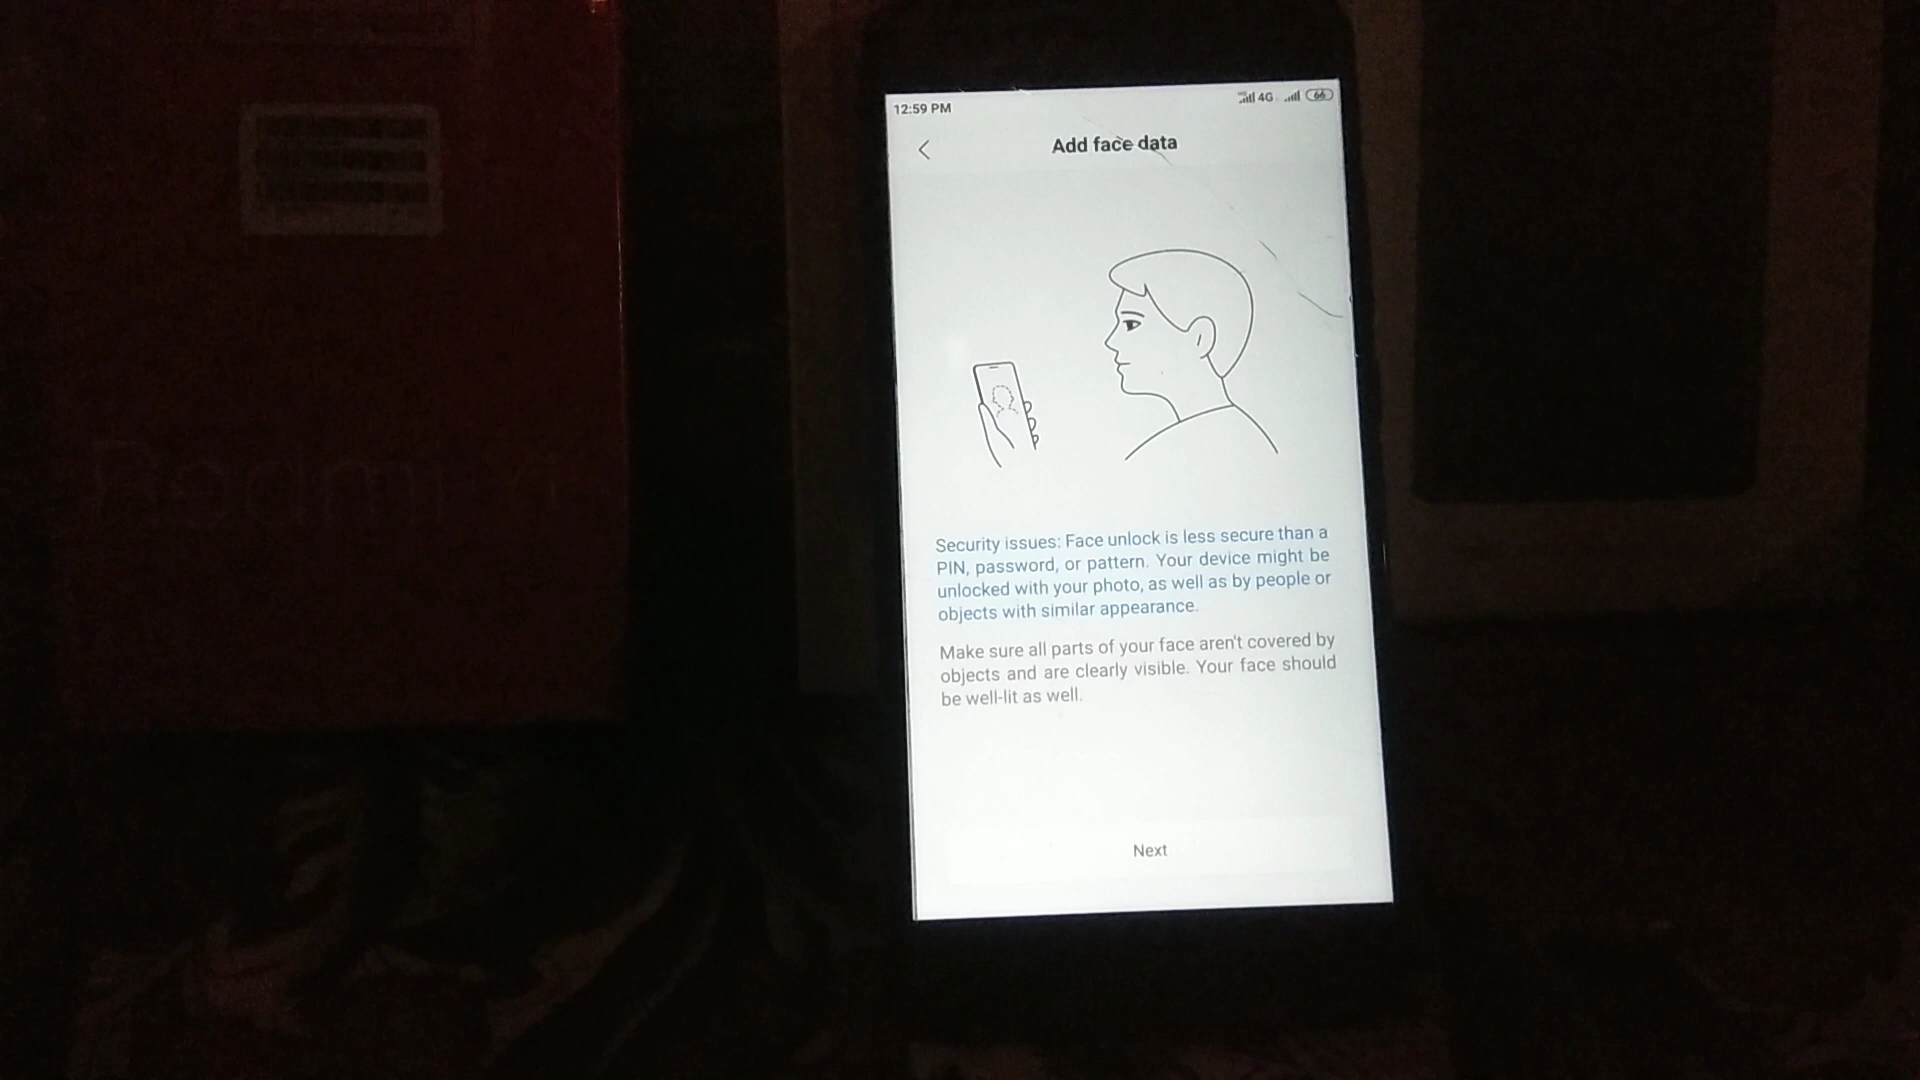 12:59 PM
4G
66
Add face data
Security issues: Face unlock is less secure than a
PIN, password, or pattern. Your device might be
unlocked with your photo, as well as by people or
objects with similar appearance.
Make sure all parts of your face aren't covered by
objects and are clearly visible. Your face should
be well-lit as well.
Next
Redmi